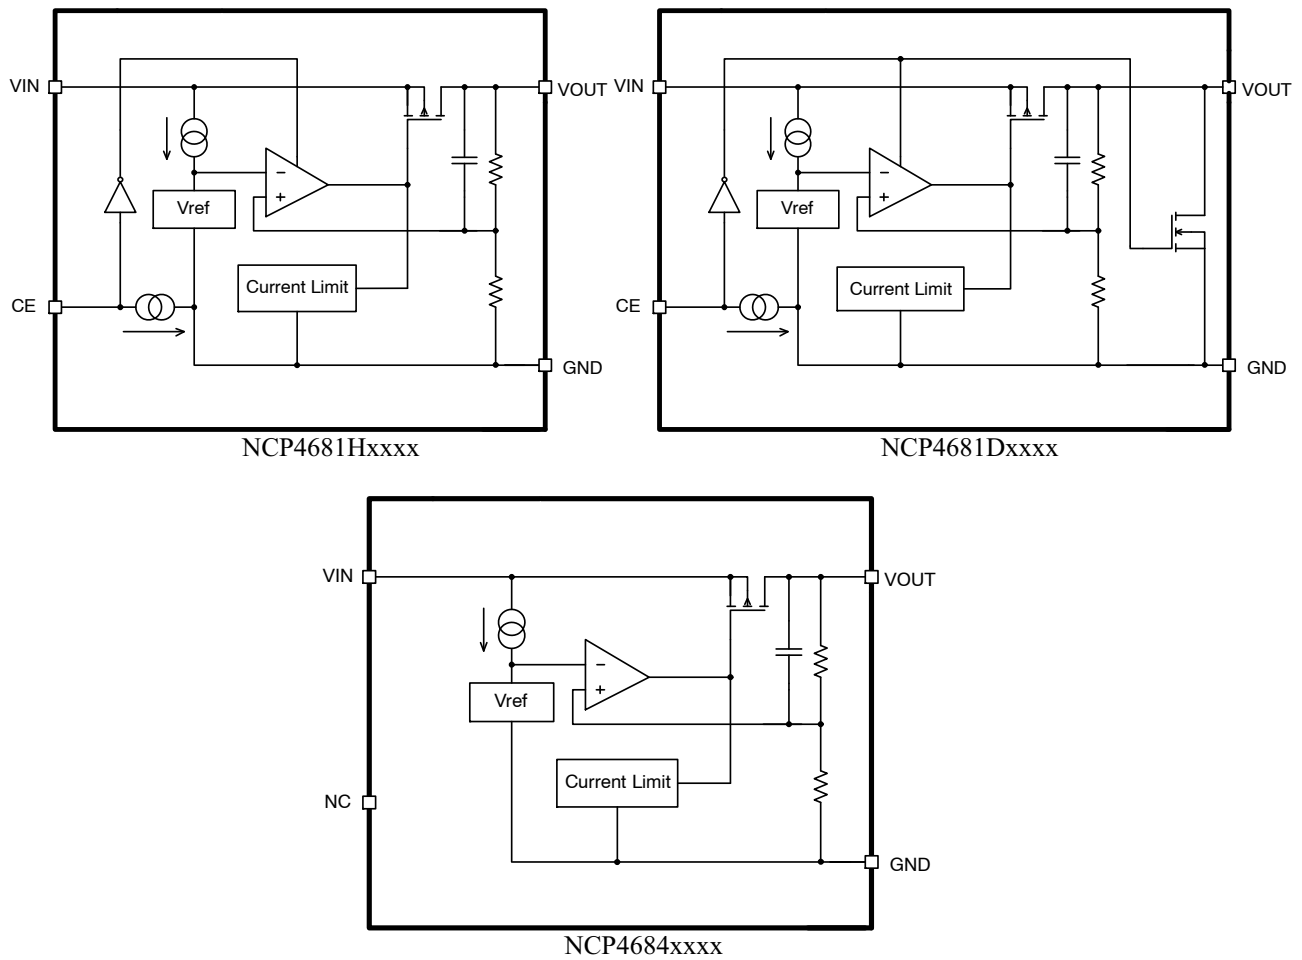 VIN
VOUT
Vref
−
+
Current Limit
CE
GND
NCP4681Hxxxx
VIN
VOUT
Vref
−
+
Current Limit
CE
GND
NCP4681Dxxxx
VIN
VOUT
Vref
−
+
Current Limit
NC
GND
NCP4684xxxx